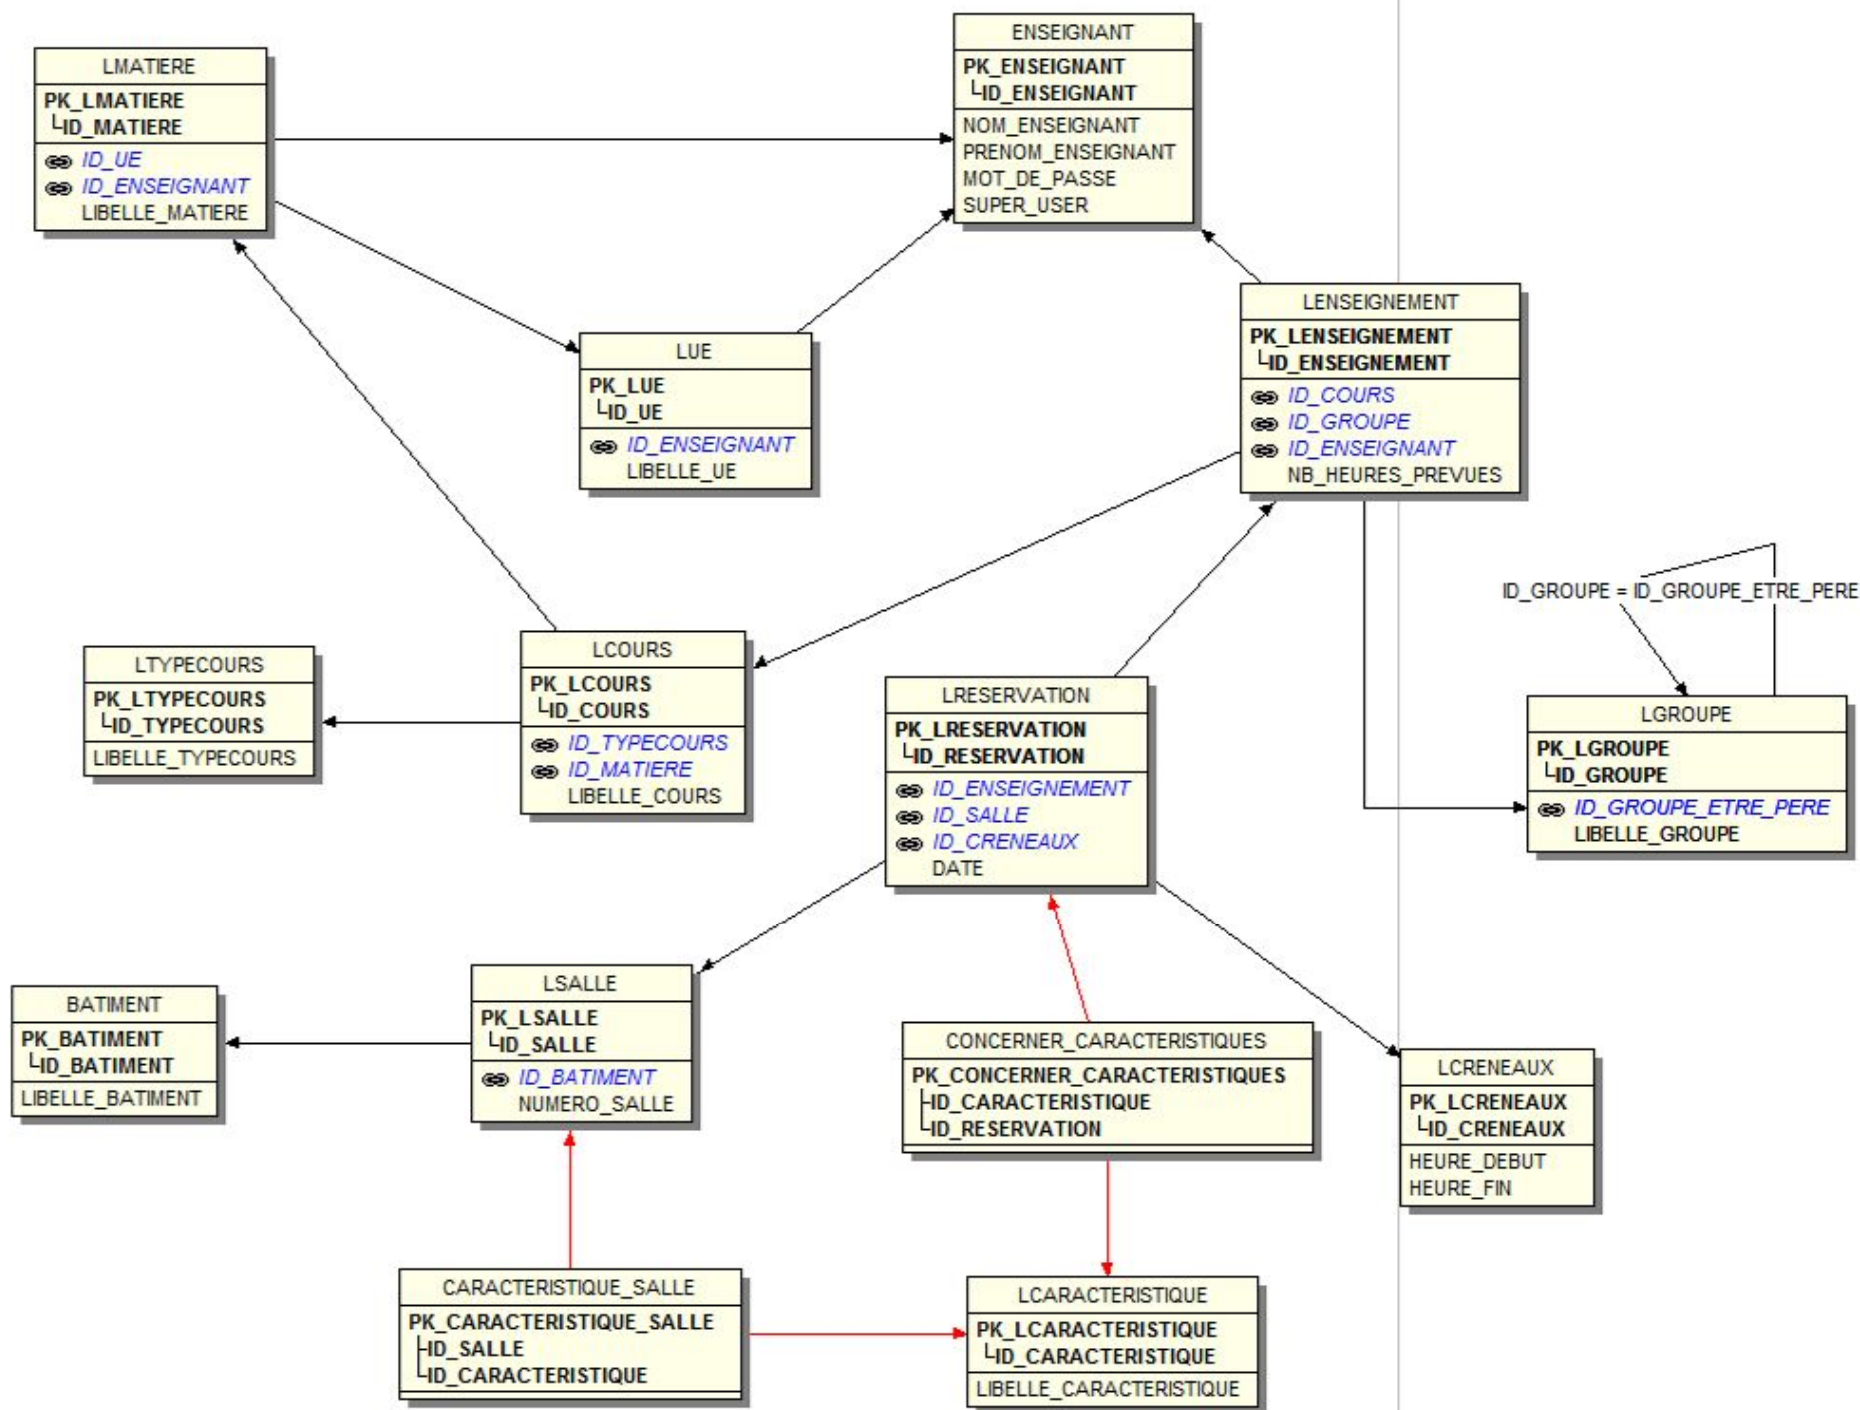 ENSEIGNANT
PK_ENSEIGNANT
ID_ENSEIGNANT
NOM_ENSEIGNANT
PRENOM_ENSEIGNANT
MOT_DE_PASSE
SUPER_USER
LMATIERE
PK_LMATIERE
ID_MATIERE
ID_UE
ID_ENSEIGNANT
LIBELLE_MATIERE
LENSEIGNEMENT
PK_LENSEIGNEMENT
ID_ENSEIGNEMENT
ID_COURS
ID_GROUPE
ID_ENSEIGNANT
NB_HEURES_PREVUES
LUE
PK_LUE
ID_UE
ID_ENSEIGNANT
LIBELLE_UE
ID_GROUPE = ID_GROUPE_ETRE_PERE
LTYPECOURS
PK_LTYPECOURS
ID_TYPECOURS
LIBELLE_TYPECOURS
LCOURS
PK_LCOURS
ID_COURS
ID_TYPECOURS
ID_MATIERE
LIBELLE_COURS
LRESERVATION
PK_LRESERVATION
ID_RESERVATION
ID_ENSEIGNEMENT
ID_SALLE
ID_CRENEAUX
DATE
LGROUPE
PK_LGROUPE
ID_GROUPE
ID_GROUPE_ETRE_PERE
LIBELLE_GROUPE
BATIMENT
PK_BATIMENT
ID_BATIMENT
LIBELLE_BATIMENT
LSALLE
PK_LSALLE
ID_SALLE
ID_BATIMENT
NUMERO_SALLE
CONCERNER_CARACTERISTIQUES
PK_CONCERNER_CARACTERISTIQUES
ID_CARACTERISTIQUE
ID_RESERVATION
LCRENEAUX
PK_LCRENEAUX
ID_CRENEAUX
HEURE_DEBUT
HEURE_FIN
CARACTERISTIQUE_SALLE
PK_CARACTERISTIQUE_SALLE
ID_SALLE
ID_CARACTERISTIQUE
LCARACTERISTIQUE
PK_LCARACTERISTIQUE
ID_CARACTERISTIQUE
LIBELLE_CARACTERISTIQUE